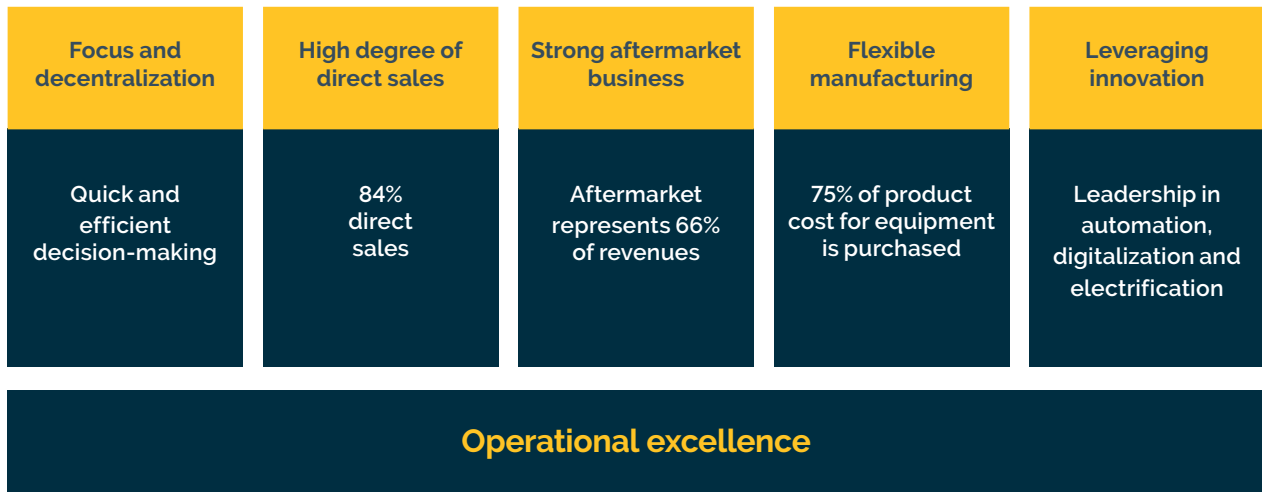 Focus and
decentralization
High degree of
direct sales
Strong aftermarket
business
Flexible
manufacturing
Leveraging
innovation
Quick and
efficient
decision-making
84%
direct
sales
Aftermarket
represents 66%
of revenues
75% of product
cost for equipment
is purchased
Leadership in
automation,
digitalization and
electrification
Operational excellence